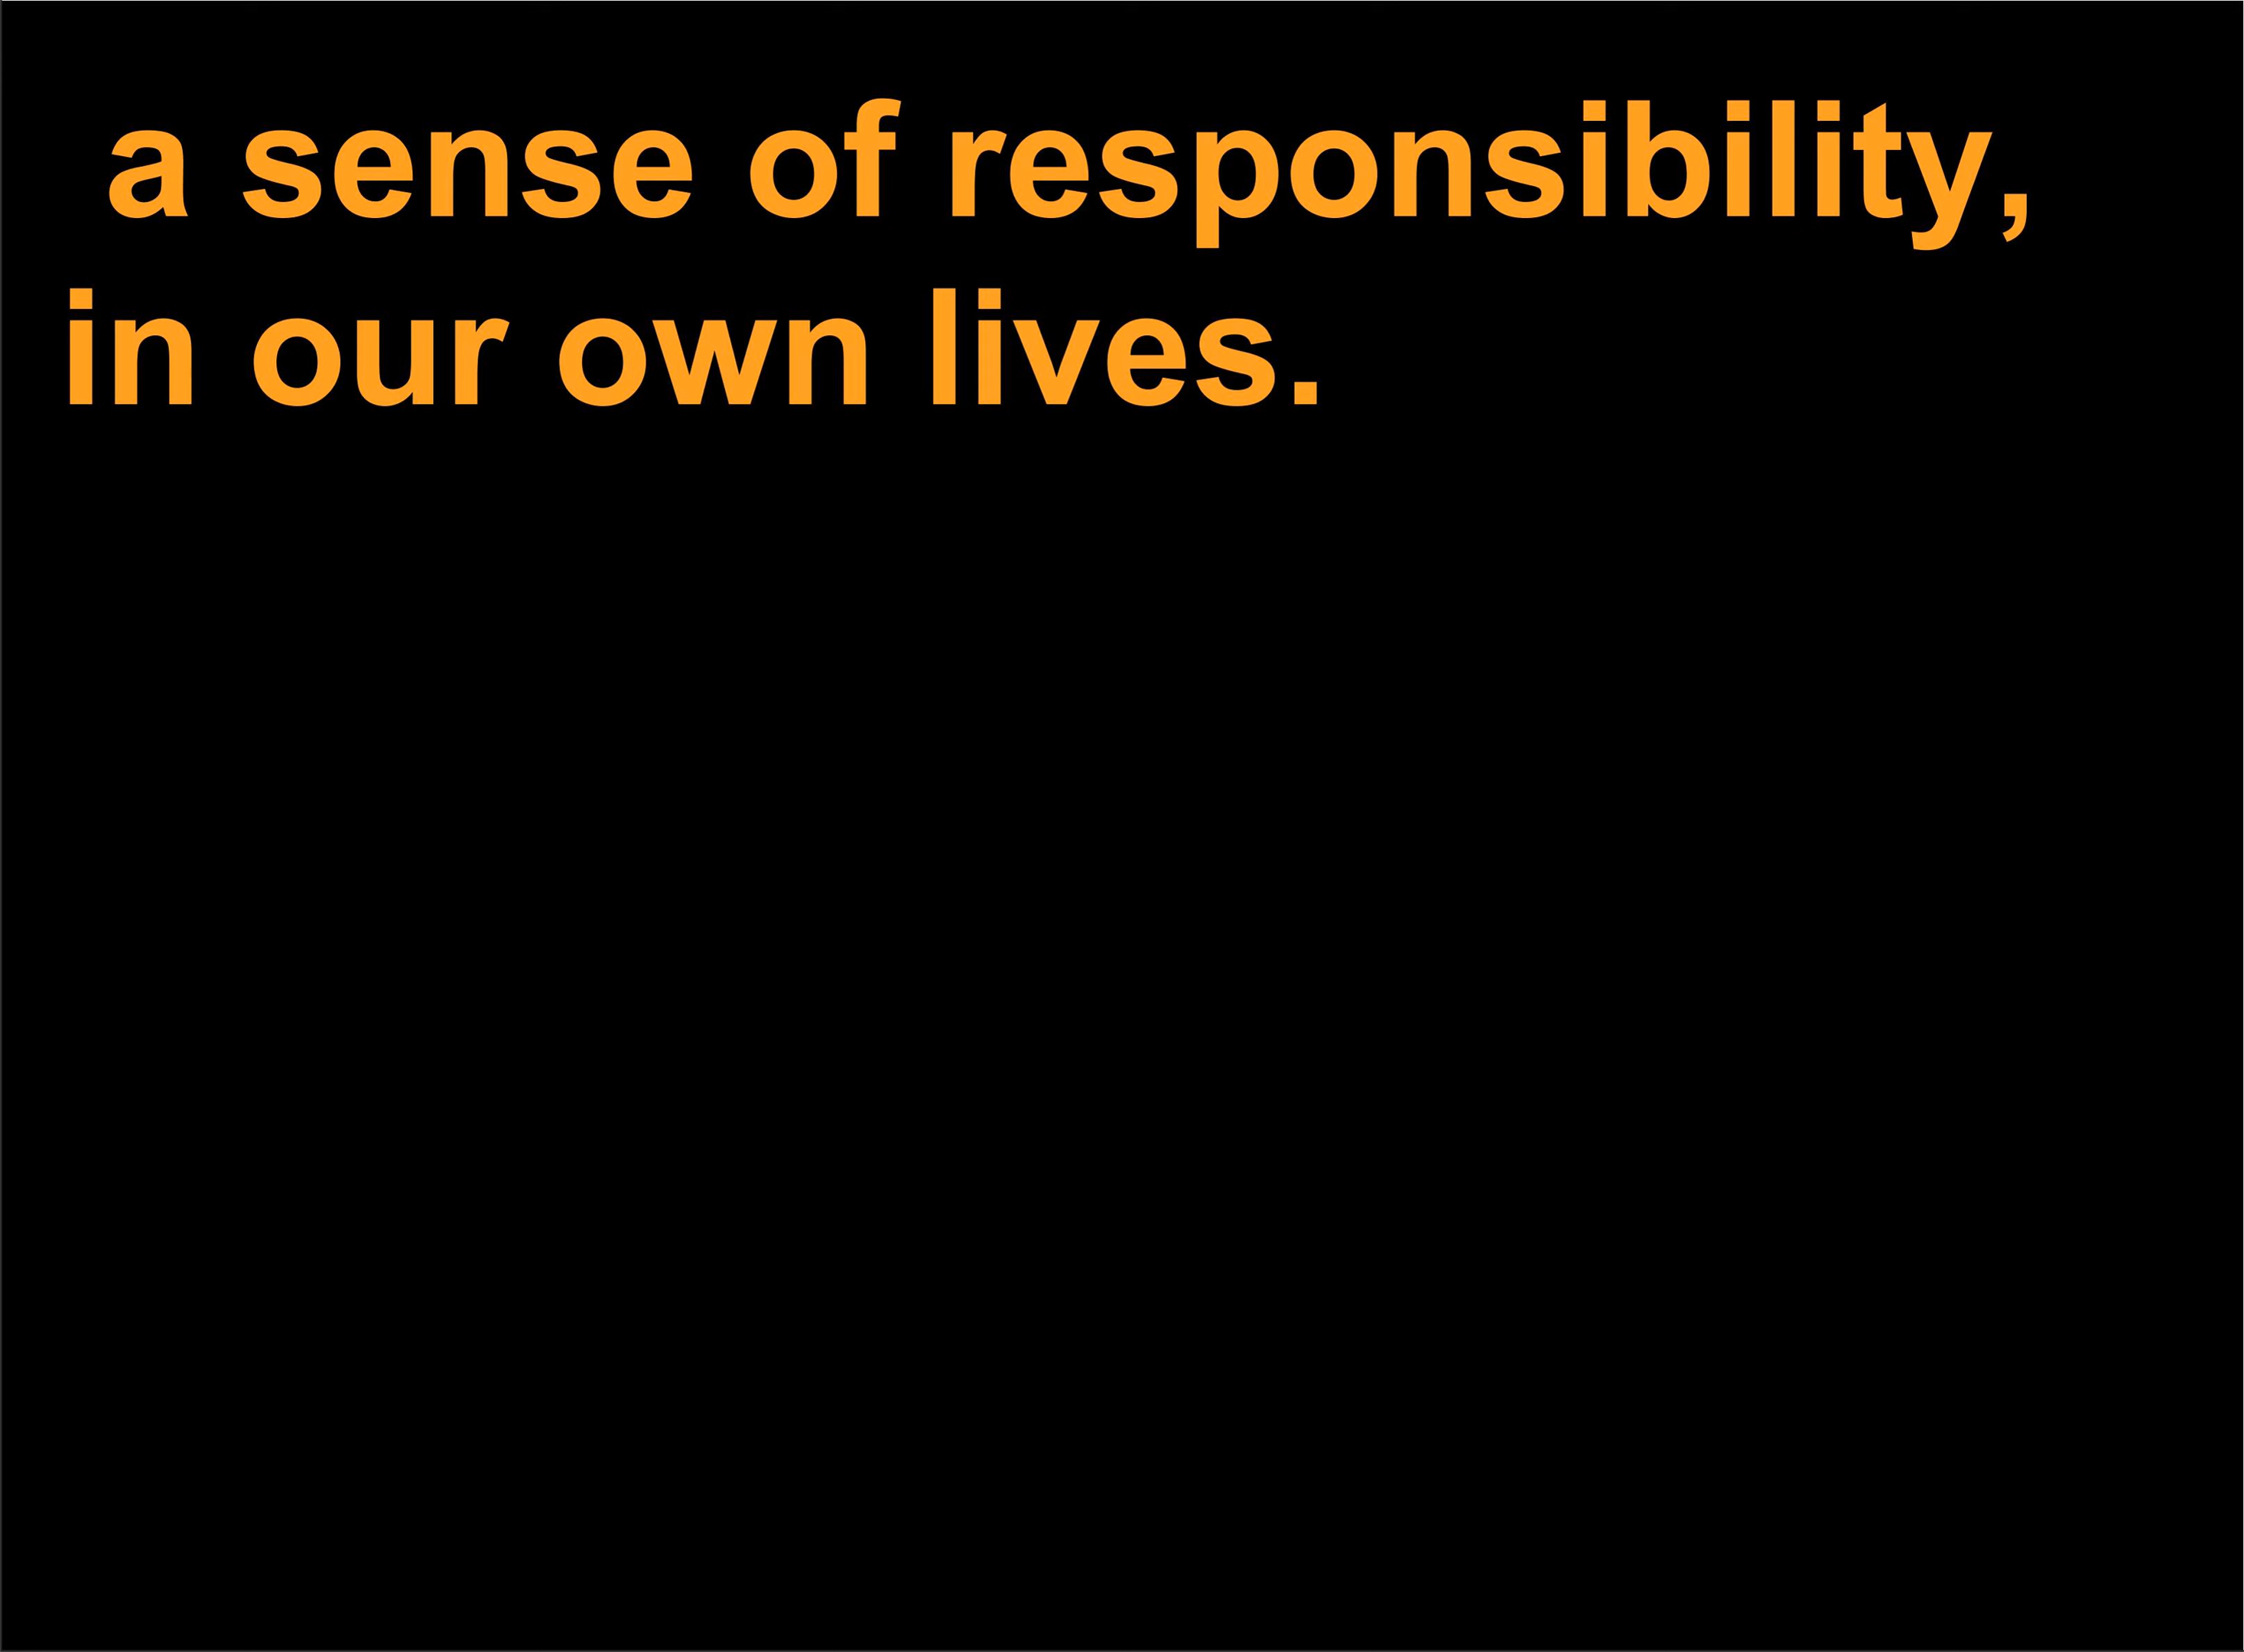 a sense of responsibility,
in our own lives.